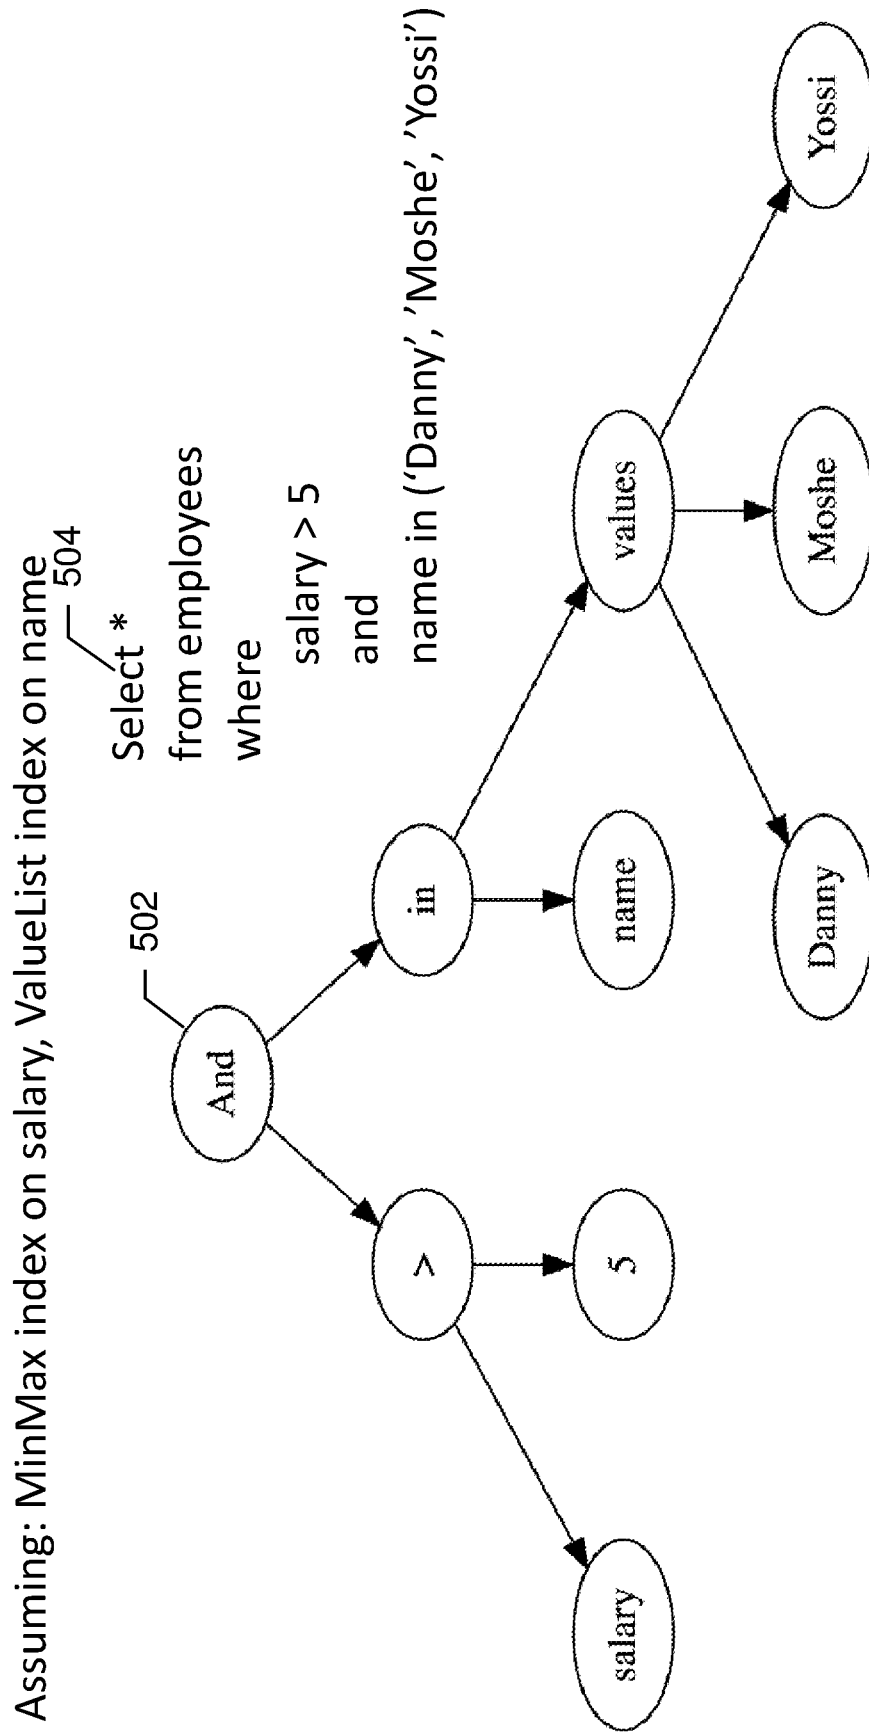 Assuming: MinMax index on salary, ValueList index on name
504
Select *
from employees
where
salary > 5
and
name in (‘Danny’, ’Moshe’, ’Yossi’)
502
And
>
in
salary
5
name
values
Danny
Moshe
Yossi